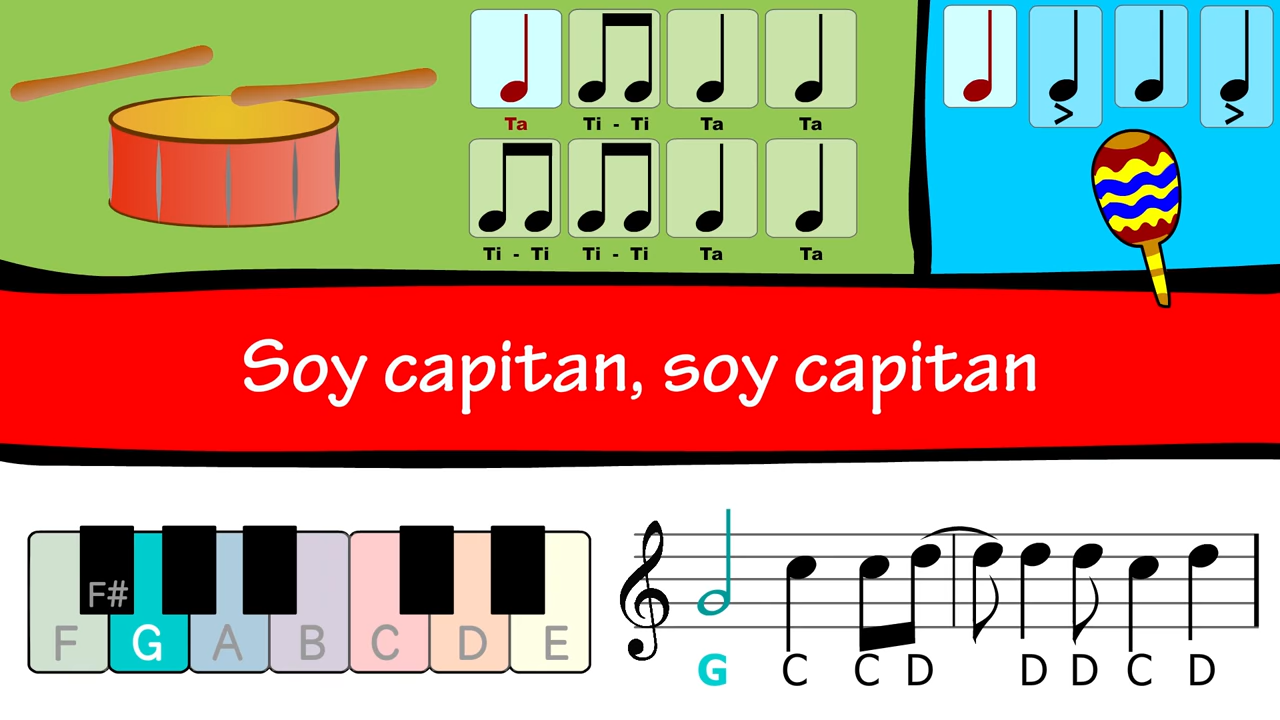 Ta Ti - Ti Ta Ta
Ti - Ti Ti - Ti Ta Ta
Soy capitan, soy capitan
F#
F G A B C D E
G C C D D D C D